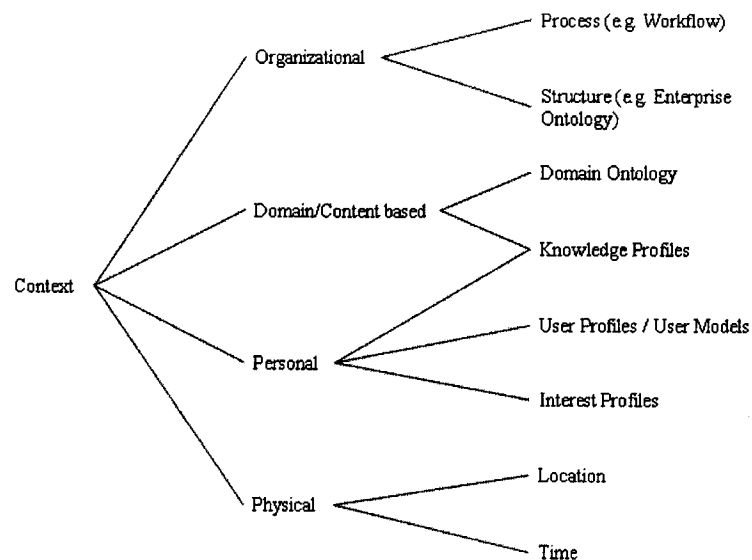 Process (e.g. Workflow)
Organizational
Structure (e.g. Enterprise
Ontology)
Domain Ontology
Domain/Content based
Knowledge Profiles
Context
User Profiles / User Models
Personal
Interest Profiles
Location
Physical
Time